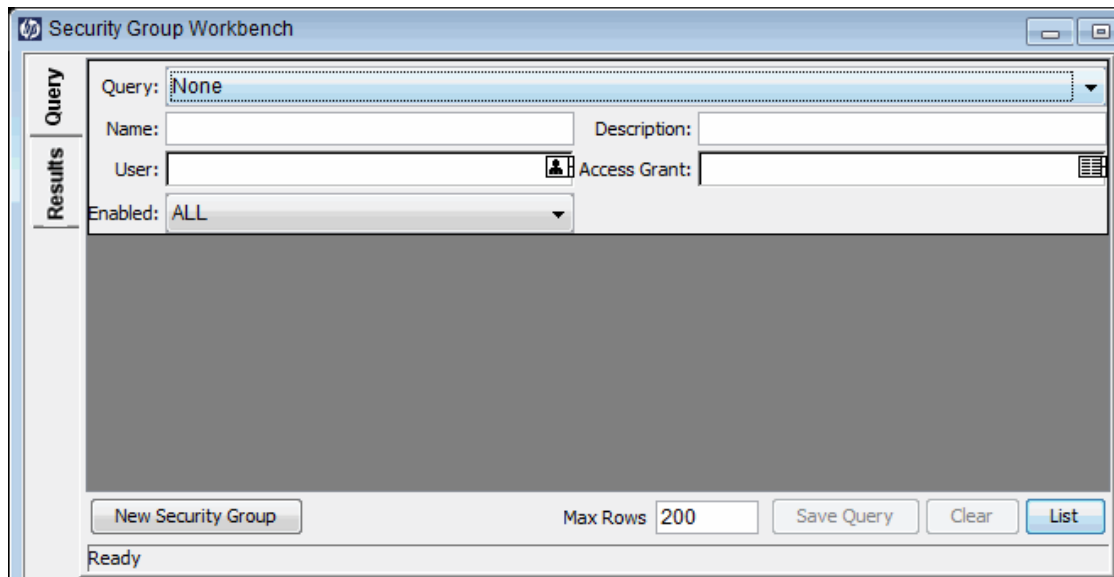 hp Security Group Workbench
Query
Results
Query: None
Name:
Description:
User:
Access Grant:
Enabled: ALL
New Security Group
Max Rows 200
Save Query
Clear
List
Ready